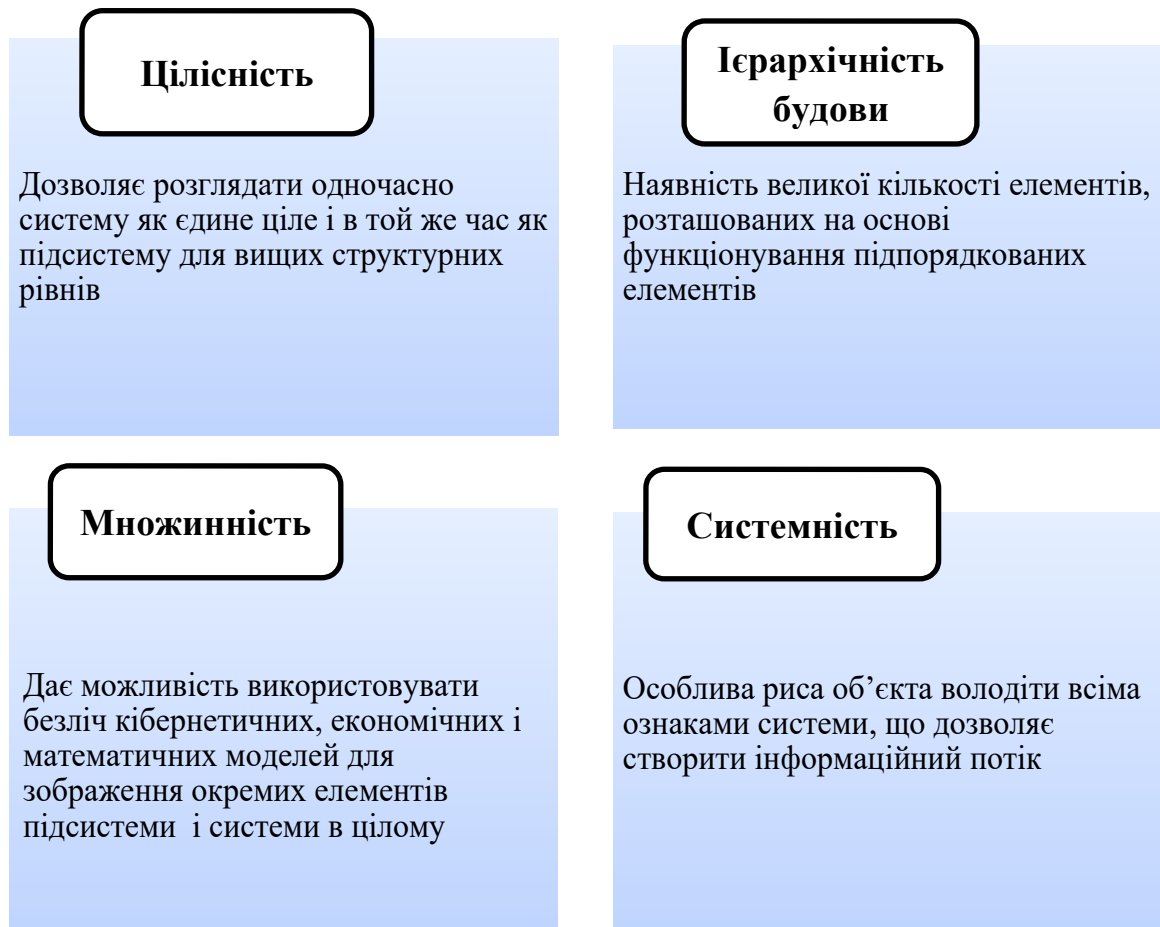 Цілісність
Дозволяє розглядати одночасно
систему як єдине ціле і в той же час як
підсистему для вищих структурних
рівнів
Ієрархічність
будови
Наявність великої кількості елементів,
розташованих на основі
функціонування підпорядкованих
елементів
Множинність
Дає можливість використовувати
безліч кібернетичних, економічних і
математичних моделей для
зображення окремих елементів
підсистеми  і системи в цілому
Системність
Особлива риса об’єкта володіти всіма
ознаками системи, що дозволяє
створити інформаційний потік